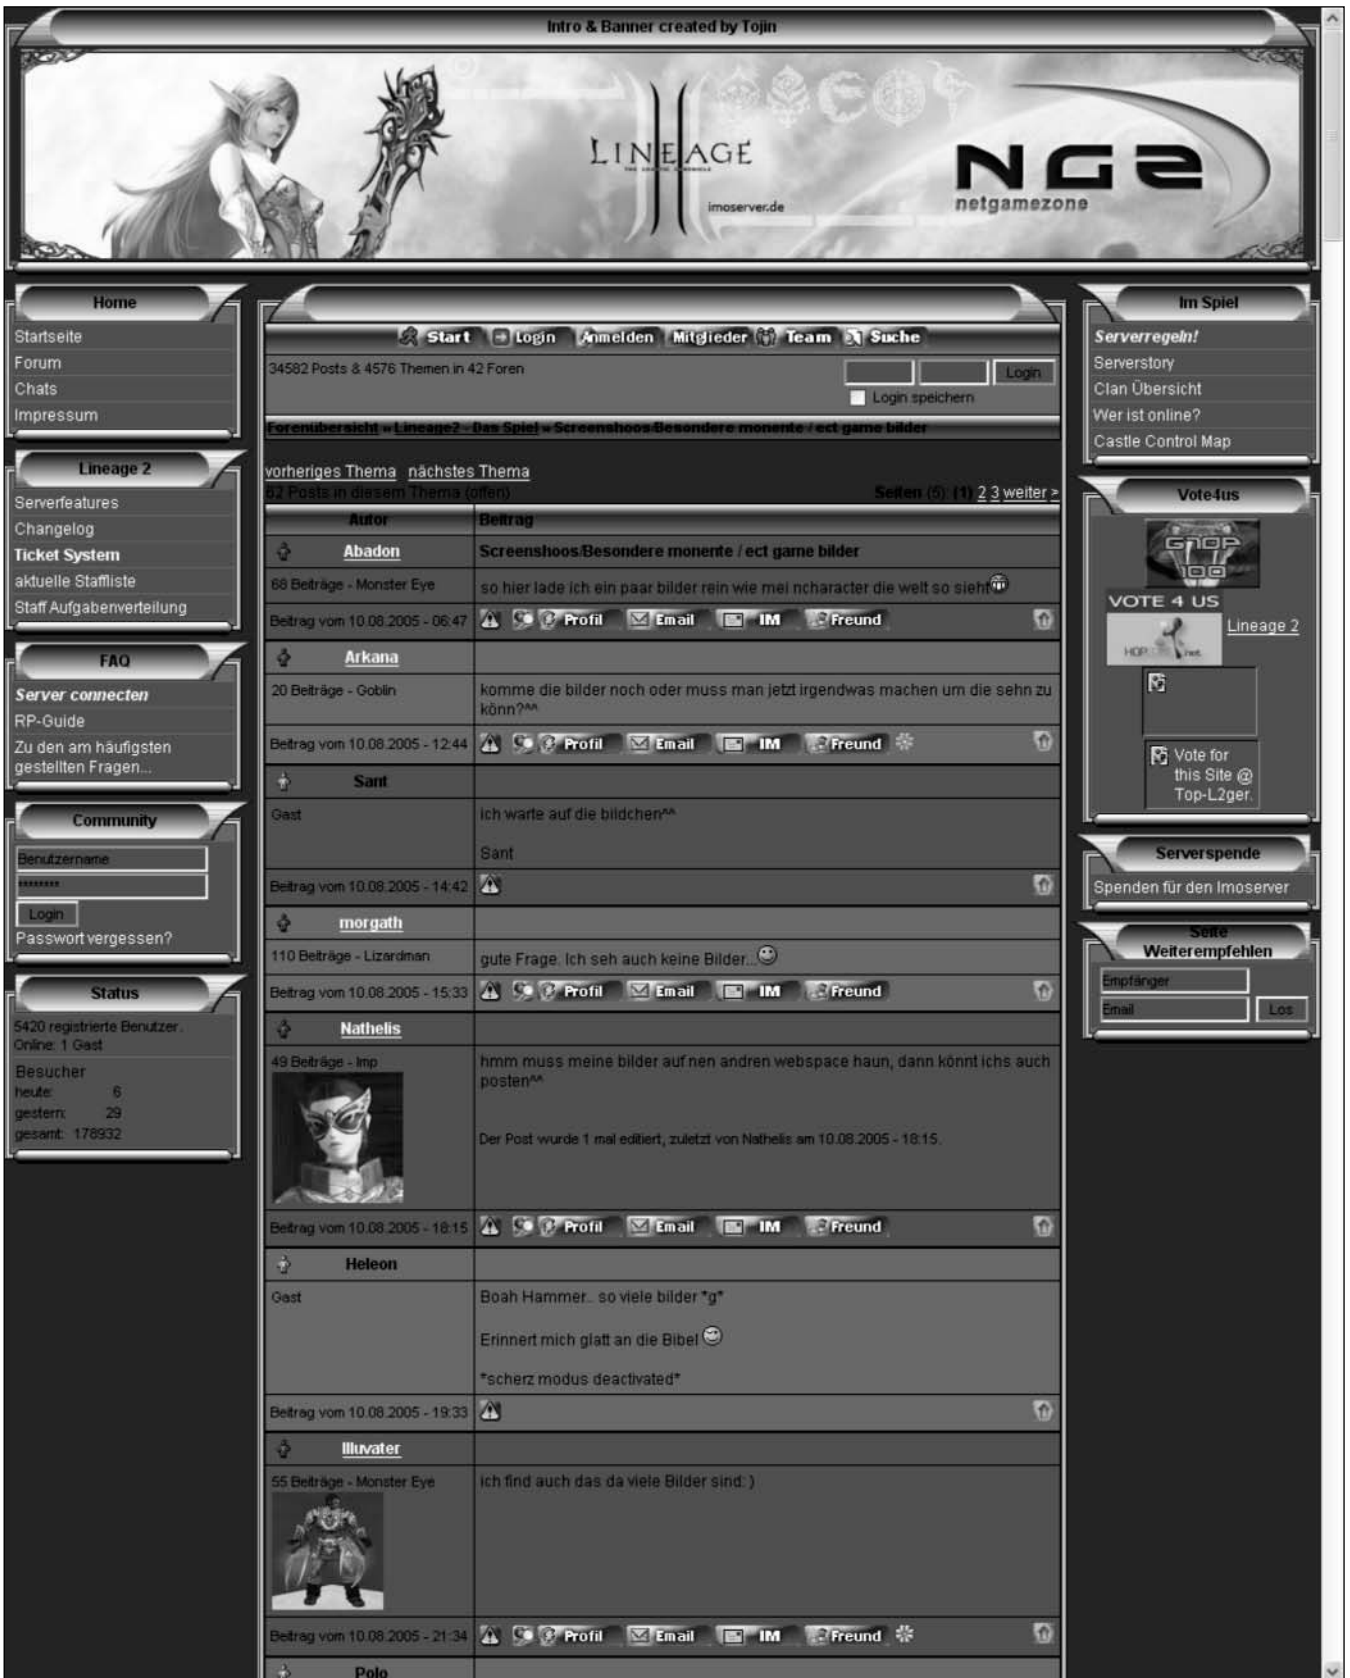 Intro & Banner created by Tojin
LINEAGE
imoserver.de
NG2
netgamezone
Home
Startseite
Forum
Chats
Impressum
Lineage 2
Serverfeatures
Changelog
Ticket System
aktuelle Staffliste
Staff Aufgabenverteilung
FAQ
Server connecten
RP-Guide
Zu den am häufigsten
gestellten Fragen...
Community
Benutzername
********
Login
Passwort vergessen?
Status
5420 registrierte Benutzer.
Online: 1 Gast
Besucher
heute: 6
gestern: 29
gesamt: 178932
Start Login Anmelden Mitglieder Team Suche
34582 Posts & 4576 Themen in 42 Foren
Login
Login speichern
Forenübersicht » Lineage2 - Das Spiel » Screenshoos/Besondere monente / ect game bilder
vorheriges Thema nächstes Thema
62 Posts in diesem Thema (offen) Seiten (5): (1) 2 3 weiter >
Autor Beitrag
Abadon Screenshoos/Besondere monente / ect game bilder
68 Beiträge - Monster Eye so hier lade ich ein paar bilder rein wie mei ncharacter die welt so sieht
Beitrag vom 10.08.2005 - 06:47 Profil Email IM Freund
Arkana
20 Beiträge - Goblin komme die bilder noch oder muss man jetzt irgendwas machen um die sehn zu
könn?^^
Beitrag vom 10.08.2005 - 12:44 Profil Email IM Freund
Sant
Gast ich warte auf die bildchen^^
Sant
Beitrag vom 10.08.2005 - 14:42
morgath
110 Beiträge - Lizardman gute Frage. Ich seh auch keine Bilder...
Beitrag vom 10.08.2005 - 15:33 Profil Email IM Freund
Nathelis
49 Beiträge - Imp hmm muss meine bilder auf nen andren webspace haun, dann könnt ichs auch
posten^^
Der Post wurde 1 mal editiert, zuletzt von Nathelis am 10.08.2005 - 18:15.
Beitrag vom 10.08.2005 - 18:15 Profil Email IM Freund
Heleon
Gast Boah Hammer.. so viele bilder *g*
Erinnert mich glatt an die Bibel
*scherz modus deactivated*
Beitrag vom 10.08.2005 - 19:33
Illuvater
55 Beiträge - Monster Eye ich find auch das da viele Bilder sind: )
Beitrag vom 10.08.2005 - 21:34 Profil Email IM Freund
Polo
Im Spiel
Serverregeln!
Serverstory
Clan Übersicht
Wer ist online?
Castle Control Map
Vote4us
100
VOTE 4 US
Lineage 2
Vote for
this Site @
Top-L2ger.
Serverspende
Spenden für den Imoserver
Seite
Weiterempfehlen
Empfänger
Email Los